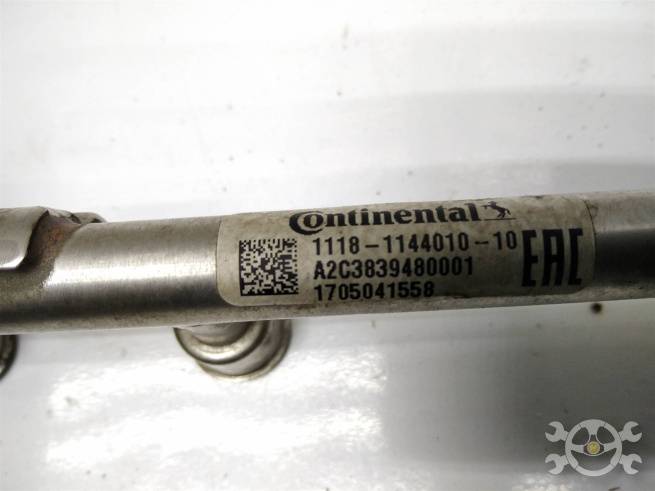 Continental
1118-1144010-10
A2C3839480001
1705041558
EAC